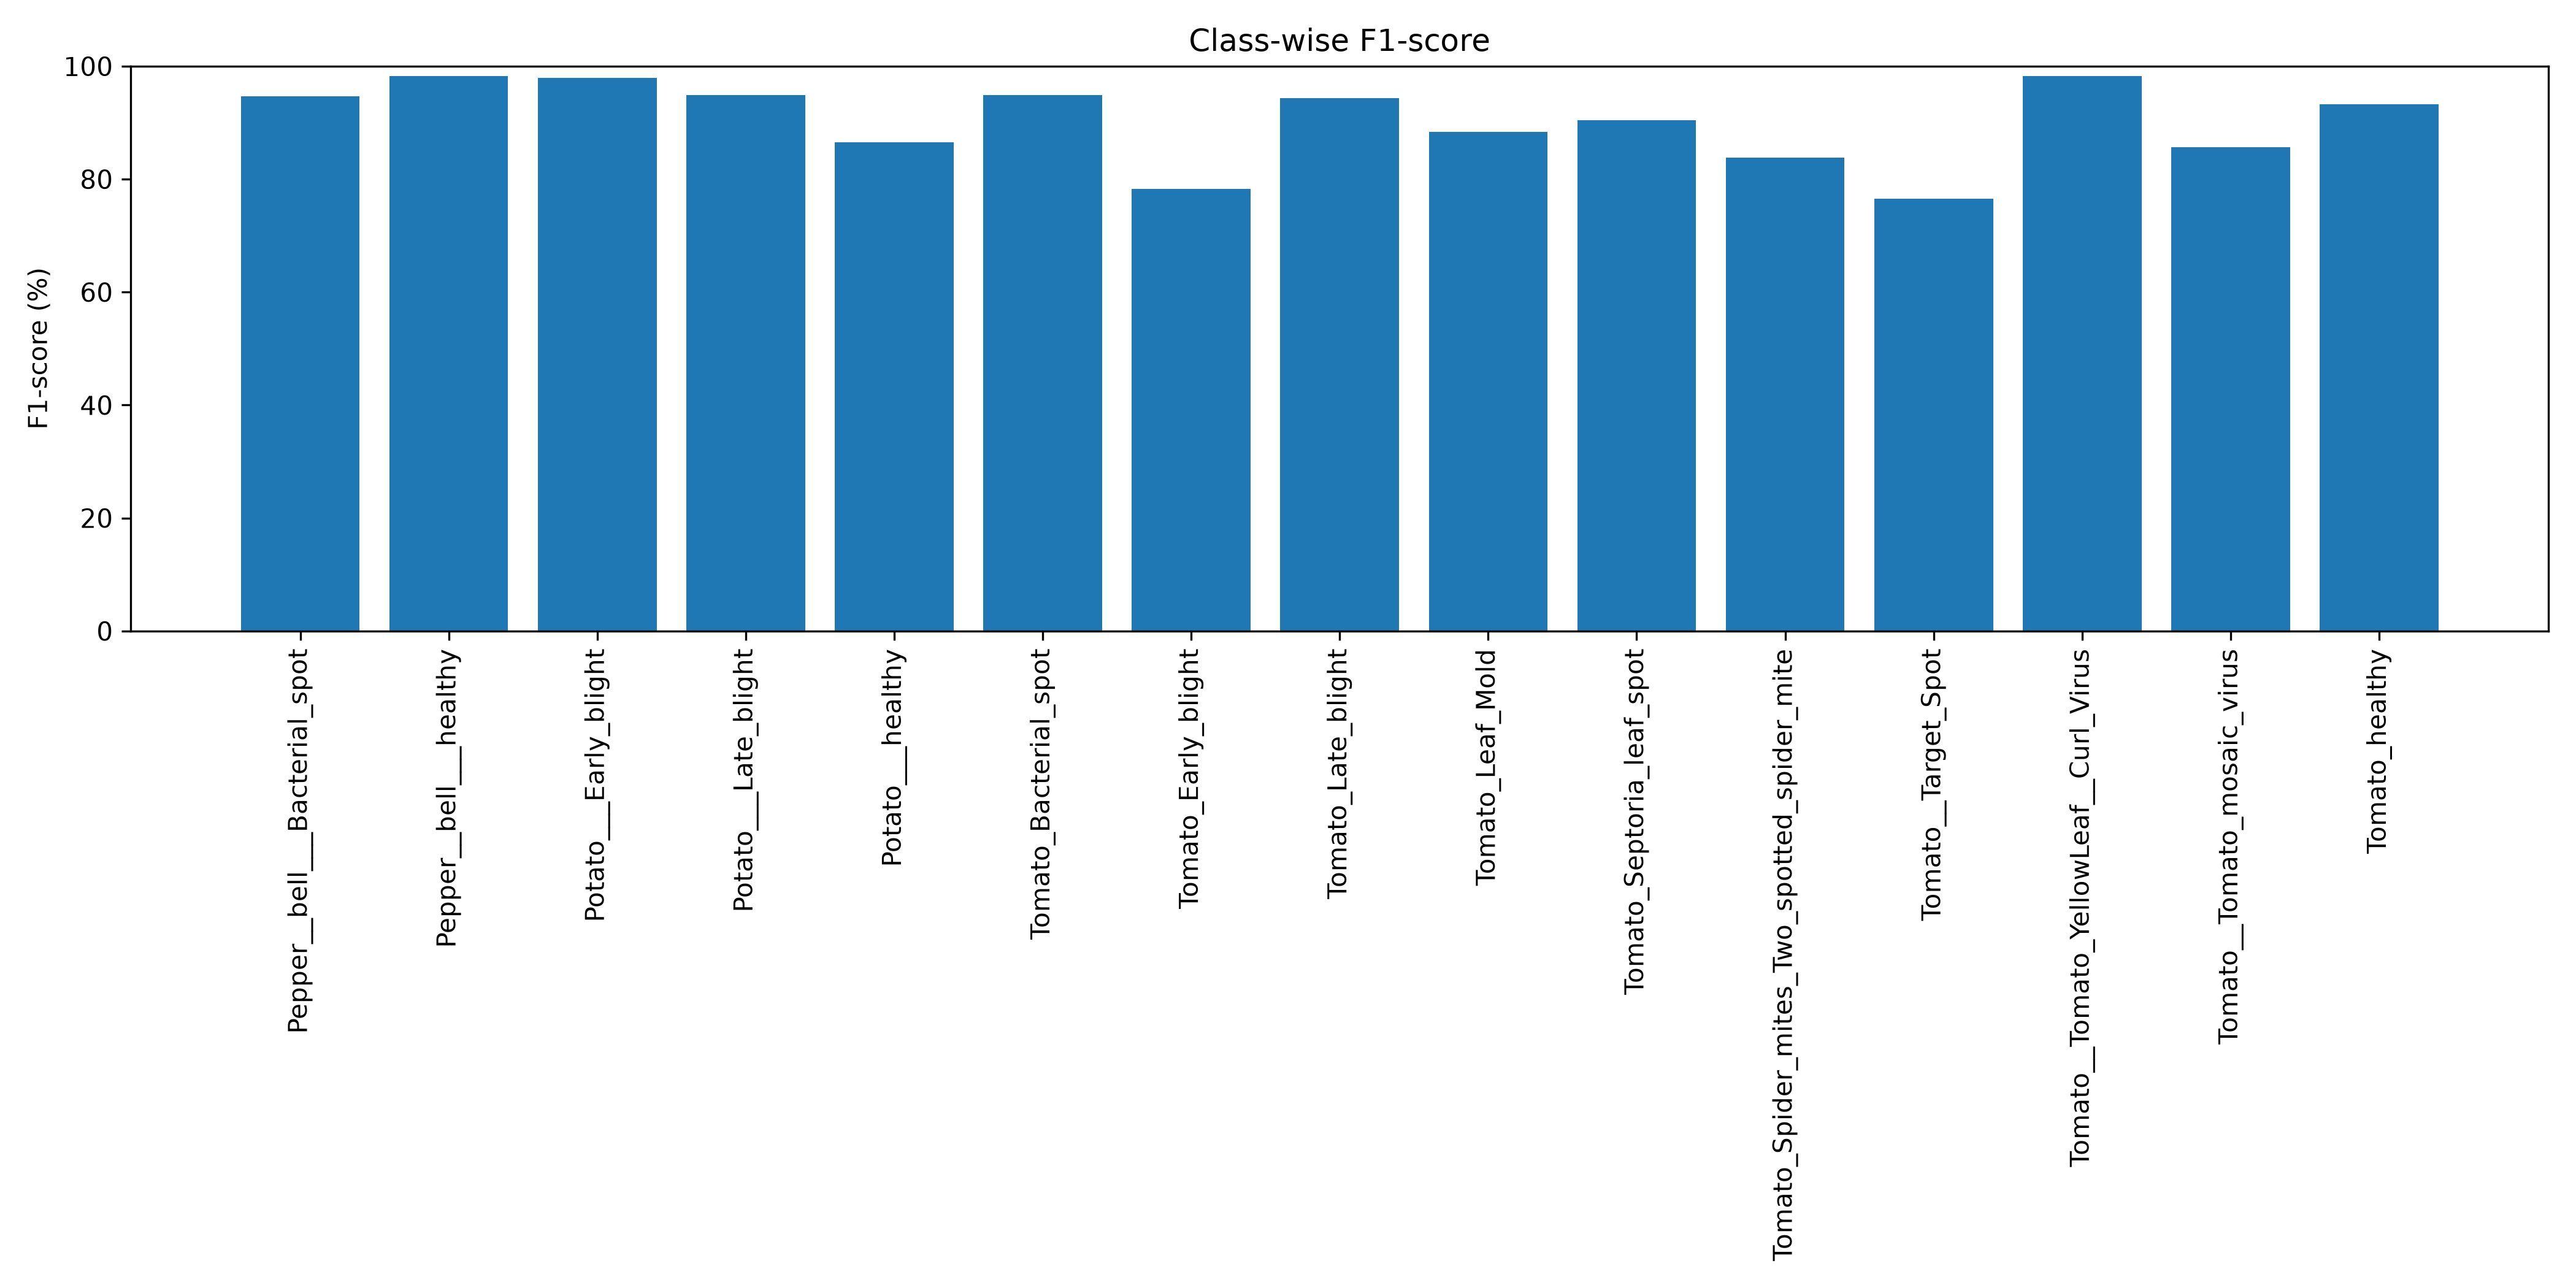 Class-wise F1-score
F1-score (%)
100
80
60
40
20
0
Pepper__bell___Bacterial_spot
Pepper__bell___healthy
Potato___Early_blight
Potato___Late_blight
Potato___healthy
Tomato_Bacterial_spot
Tomato_Early_blight
Tomato_Late_blight
Tomato_Leaf_Mold
Tomato_Septoria_leaf_spot
Tomato_Spider_mites_Two_spotted_spider_mite
Tomato__Target_Spot
Tomato__Tomato_YellowLeaf__Curl_Virus
Tomato__Tomato_mosaic_virus
Tomato_healthy